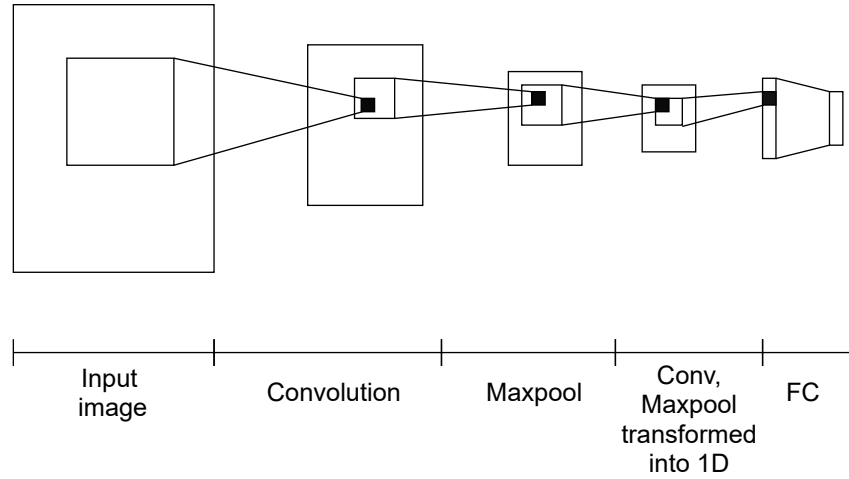 Input
image
Convolution
Maxpool
Conv,
Maxpool
transformed
into 1D
FC